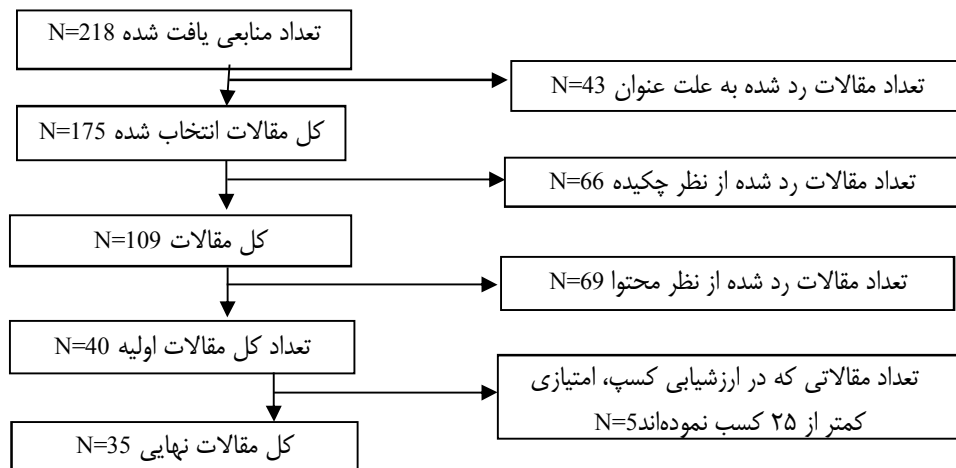 تعداد منابعی یافت شده N=218
تعداد مقالات رد شده به علت عنوان N=43
کل مقالات انتخاب شده N=175
تعداد مقالات رد شده از نظر چکیده N=66
کل مقالات N=109
تعداد مقالات رد شده از نظر محتوا N=69
تعداد کل مقالات اولیه N=40
تعداد مقالاتی که در ارزشیابی کسپ، امتیازی
کمتر از ۲۵ کسب نموده‌اند N=5
کل مقالات نهایی N=35